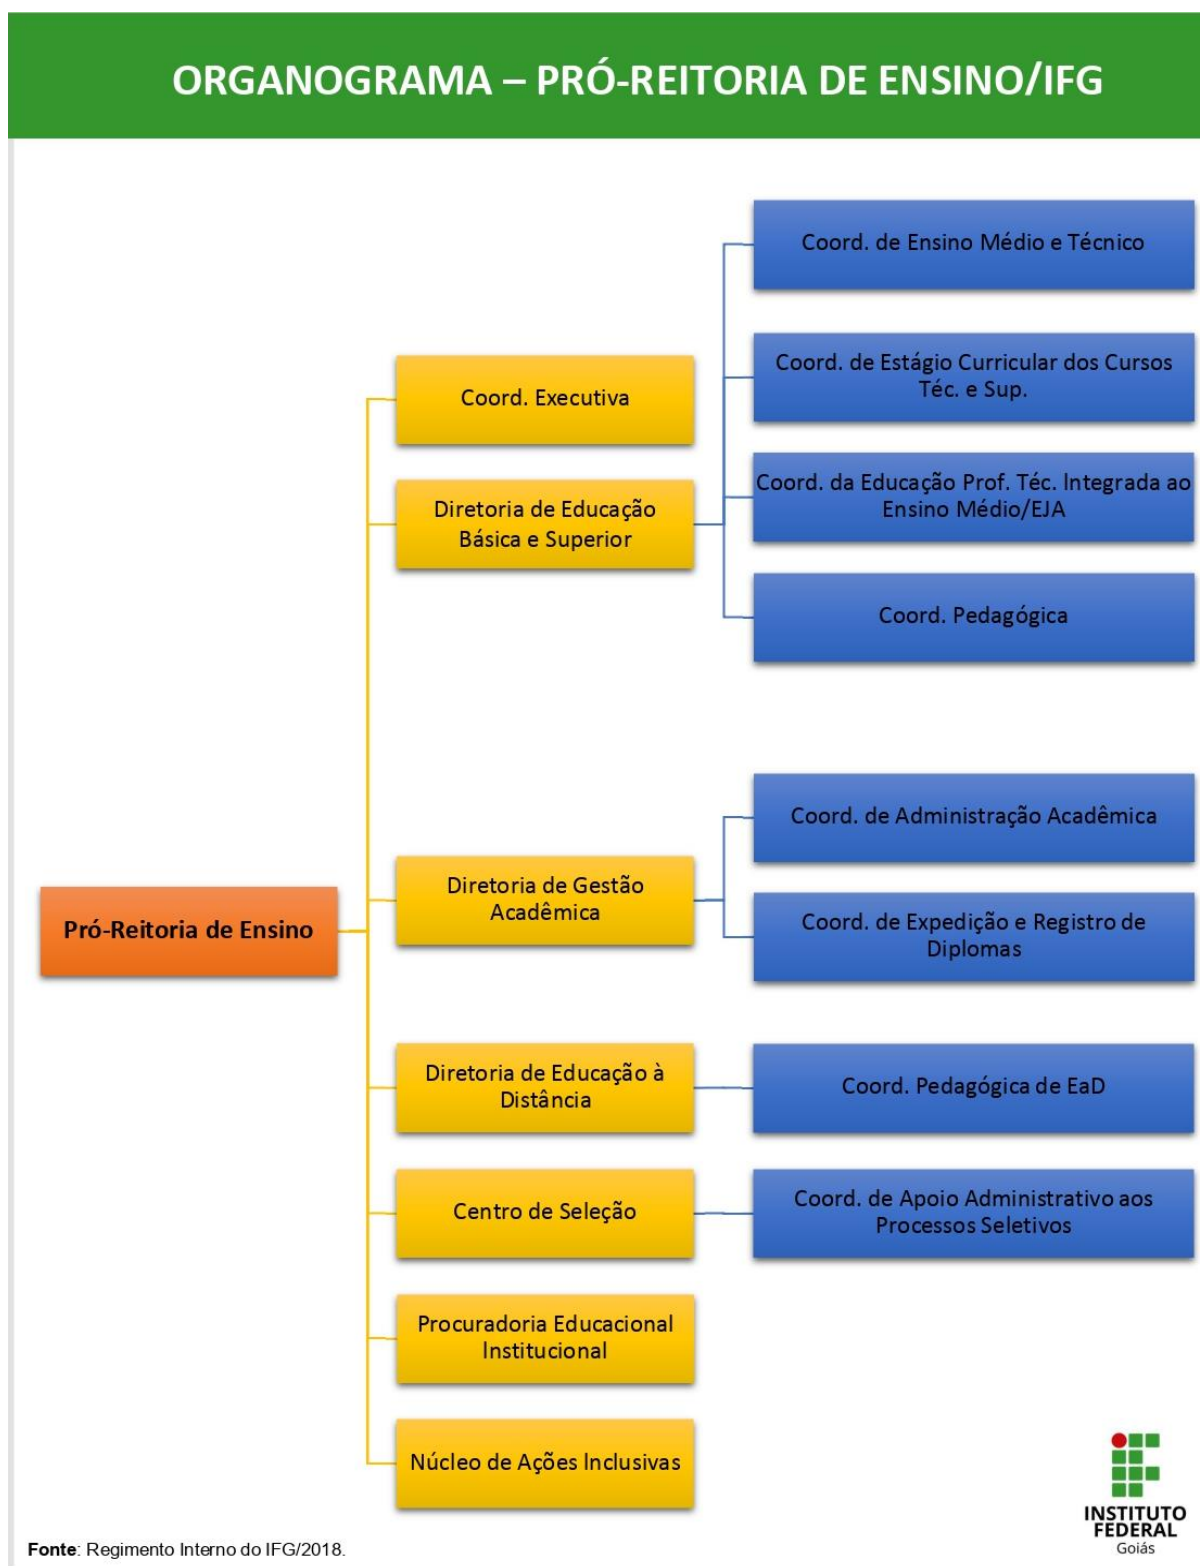 ORGANOGRAMA – PRÓ-REITORIA DE ENSINO/IFG
Coord. de Ensino Médio e Técnico
Coord. de Estágio Curricular dos Cursos
Téc. e Sup.
Coord. Executiva
Coord. da Educação Prof. Téc. Integrada ao
Ensino Médio/EJA
Diretoria de Educação
Básica e Superior
Coord. Pedagógica
Coord. de Administração Acadêmica
Diretoria de Gestão
Acadêmica
Pró-Reitoria de Ensino
Coord. de Expedição e Registro de
Diplomas
Diretoria de Educação à
Distância
Coord. Pedagógica de EaD
Centro de Seleção
Coord. de Apoio Administrativo aos
Processos Seletivos
Procuradoria Educacional
Institucional
Núcleo de Ações Inclusivas
INSTITUTO
FEDERAL
Goiás
Fonte: Regimento Interno do IFG/2018.